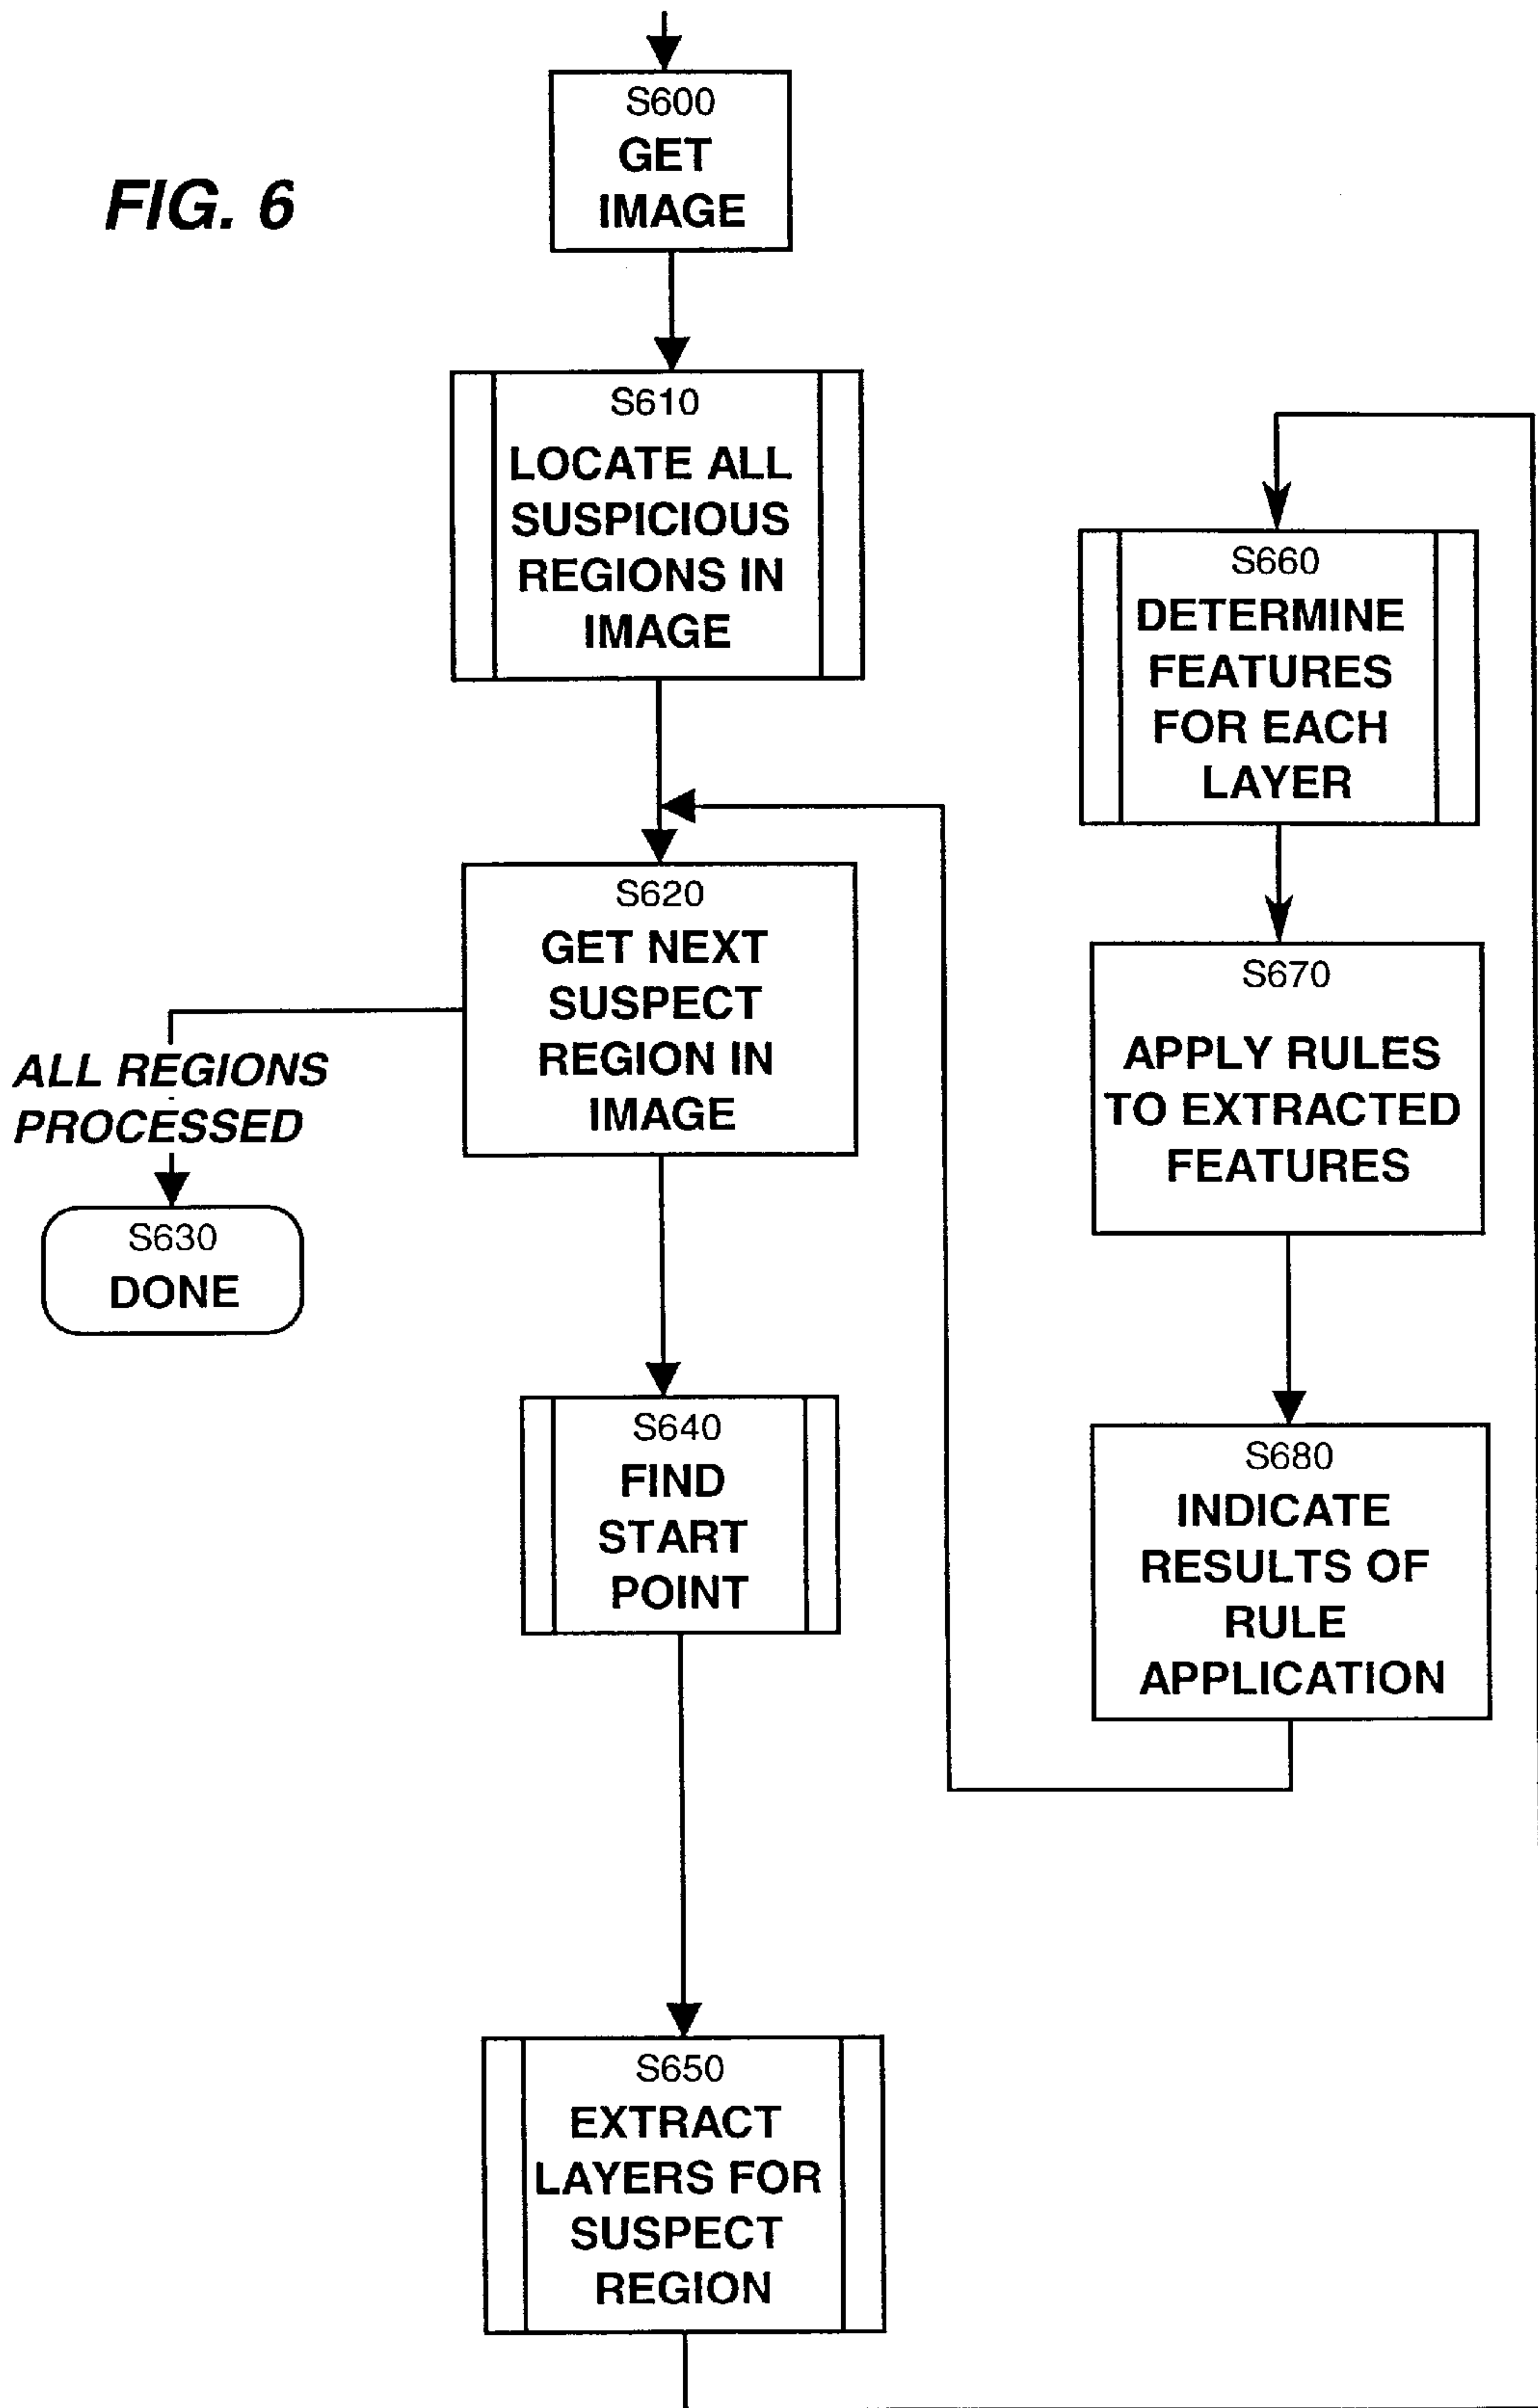 FIG. 6
S600
GET
IMAGE
S610
LOCATE ALL
SUSPICIOUS
REGIONS IN
IMAGE
S620
GET NEXT
SUSPECT
REGION IN
IMAGE
ALL REGIONS
PROCESSED
S630
DONE
S640
FIND
START
POINT
S650
EXTRACT
LAYERS FOR
SUSPECT
REGION
S660
DETERMINE
FEATURES
FOR EACH
LAYER
S670
APPLY RULES
TO EXTRACTED
FEATURES
S680
INDICATE
RESULTS OF
RULE
APPLICATION